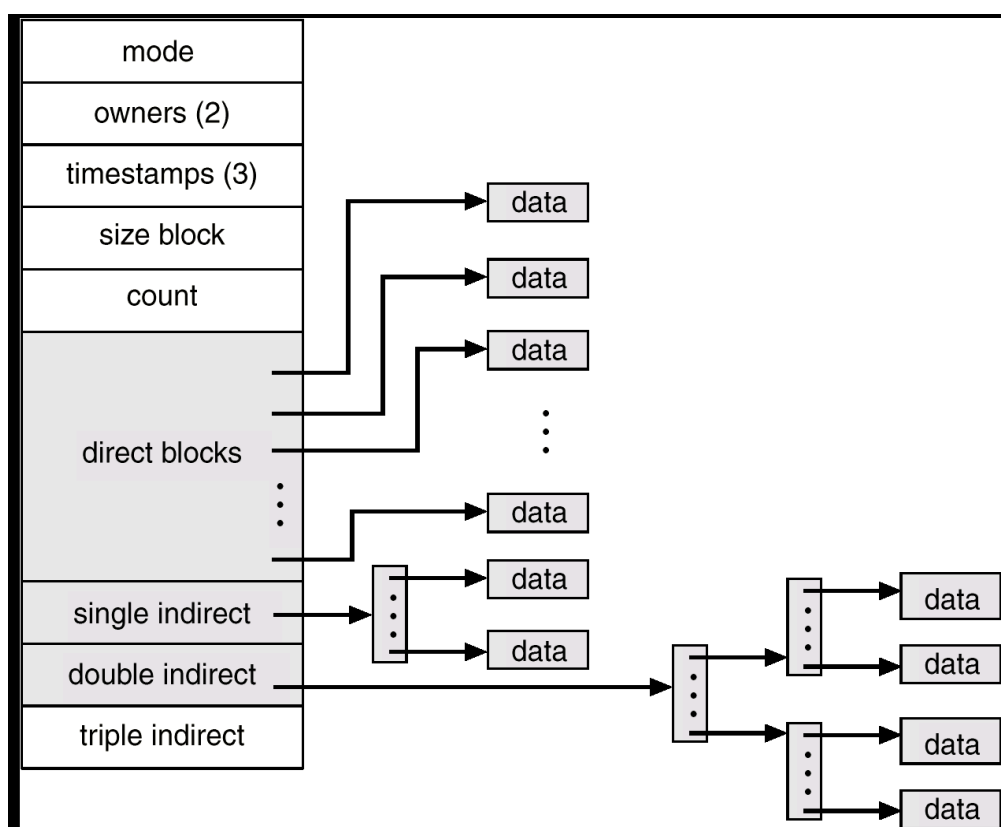 mode
owners (2)
timestamps (3)
size block
count
direct blocks
single indirect
double indirect
triple indirect
data
data
data
data
data
data
data
data
data
data